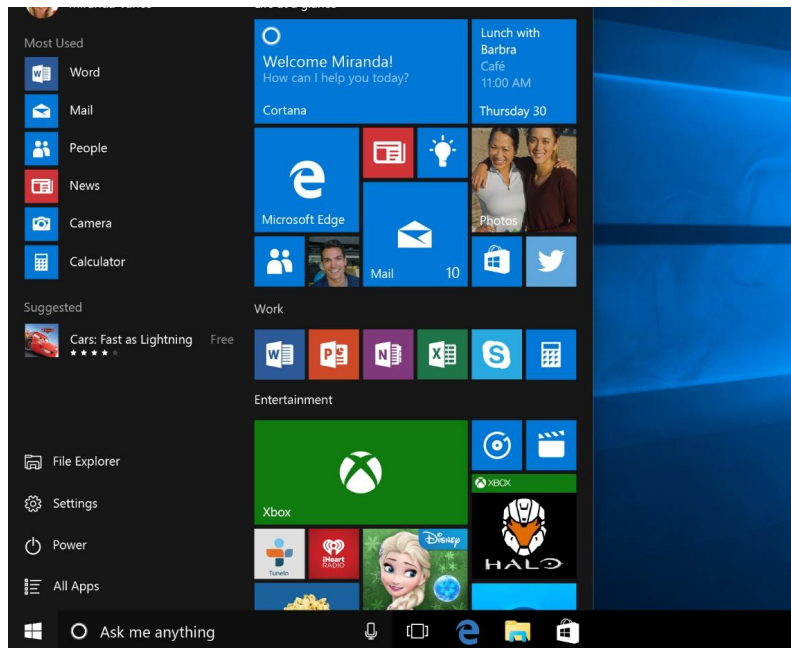 Most Used
Word
Mail
People
News
Camera
Calculator
Suggested
Cars: Fast as Lightning Free
File Explorer
Settings
Power
All Apps
Welcome Miranda!
How can I help you today?
Cortana
Lunch with
Barbra
Café
11:00 AM
Thursday 30
Microsoft Edge
Mail 10
Photos
Work
W
P
N
X
S
Entertainment
Xbox
XBOX
HALO
TuneIn
iHeart
RADIO
Disney
Ask me anything